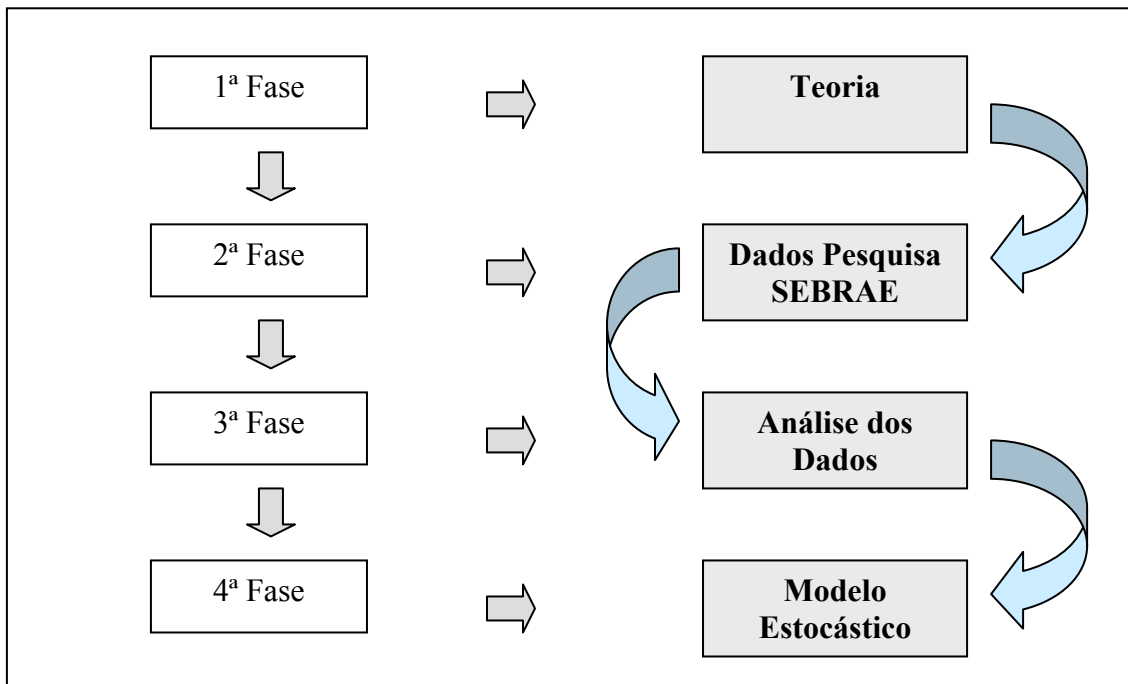 1ª Fase
Teoria
2ª Fase
Dados Pesquisa
SEBRAE
3ª Fase
Análise dos
Dados
4ª Fase
Modelo
Estocástico